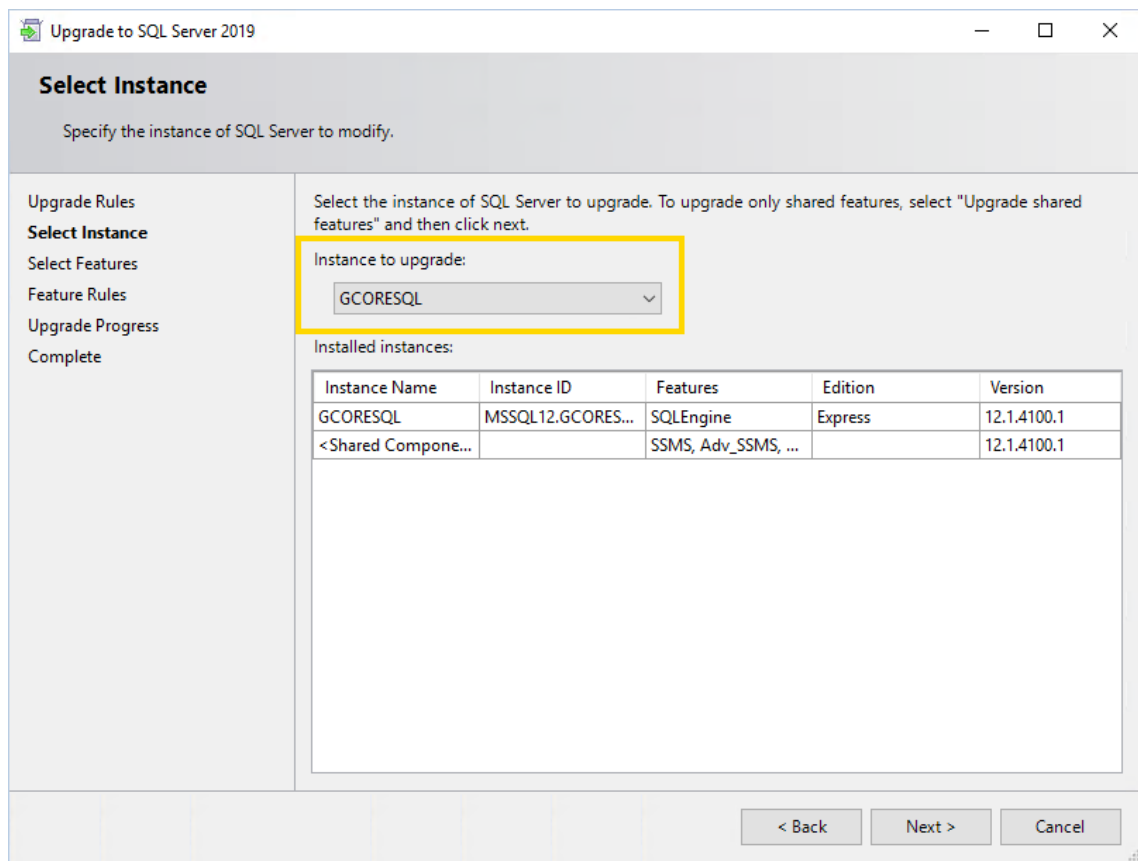 Upgrade to SQL Server 2019
Select Instance
Specify the instance of SQL Server to modify.
Upgrade Rules
Select Instance
Select Features
Feature Rules
Upgrade Progress
Complete
Select the instance of SQL Server to upgrade. To upgrade only shared features, select "Upgrade shared
features" and then click next.
Instance to upgrade:
GCORESQL
Installed instances:
Instance Name Instance ID Features Edition Version
GCORESQL MSSQL12.GCORES... SQLEngine Express 12.1.4100.1
<Shared Compone... SSMS, Adv_SSMS, ... 12.1.4100.1
< Back Next > Cancel